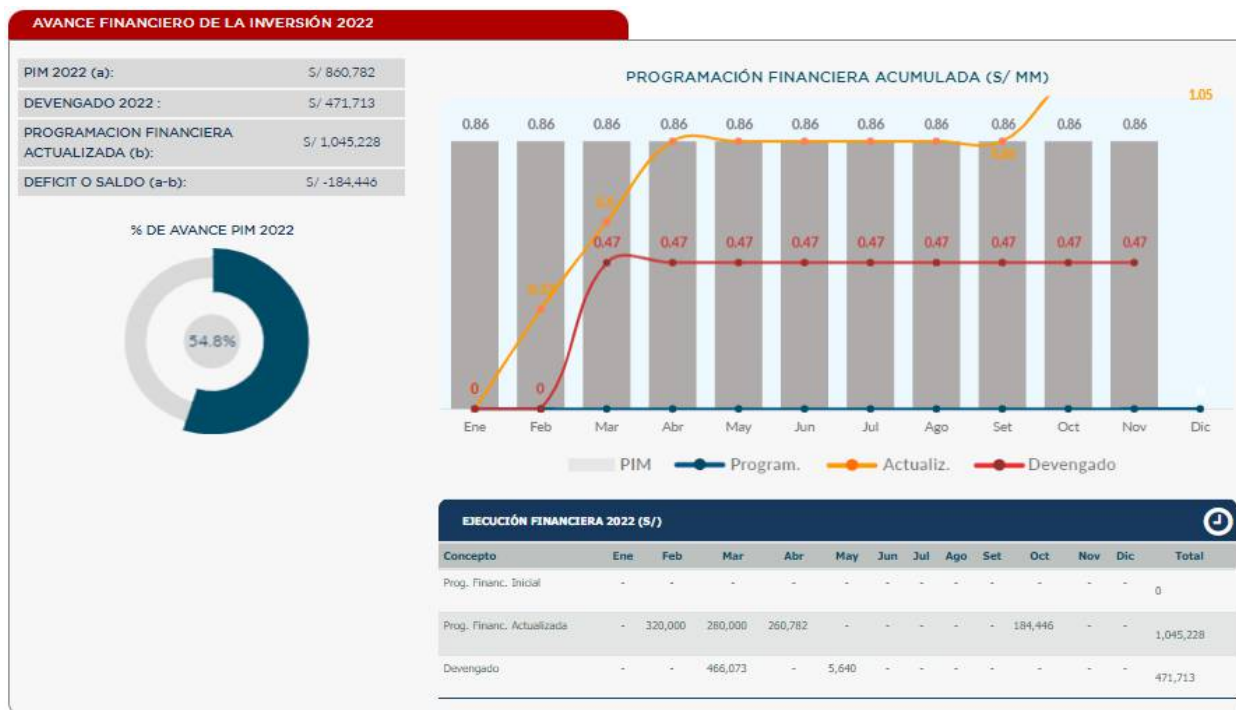 AVANCE FINANCIERO DE LA INVERSIÓN 2022
PIM 2022 (a): S/ 860,782
DEVENGADO 2022 : S/ 471,713
PROGRAMACION FINANCIERA
ACTUALIZADA (b): S/ 1,045,228
DEFICIT O SALDO (a-b): S/ -184,446
% DE AVANCE PIM 2022
54.8%
PROGRAMACIÓN FINANCIERA ACUMULADA (S/ MM)
1.05
0.86 0.86 0.86 0.86 0.86 0.86 0.86 0.86 0.86 0.86 0.86
0.47 0.47 0.47 0.47 0.47 0.47 0.47 0.47 0.47
0 0
Ene Feb Mar Abr May Jun Jul Ago Set Oct Nov Dic
PIM Program. Actualiz. Devengado
EJECUCIÓN FINANCIERA 2022 (S/)
Concepto Ene Feb Mar Abr May Jun Jul Ago Set Oct Nov Dic Total
Prog. Financ. Inicial - - - - - - - - - - - - 0
Prog. Financ. Actualizada - 320,000 280,000 260,782 - - - - - 184,446 - - 1,045,228
Devengado - - 466,073 - 5,640 - - - - - - - 471,713